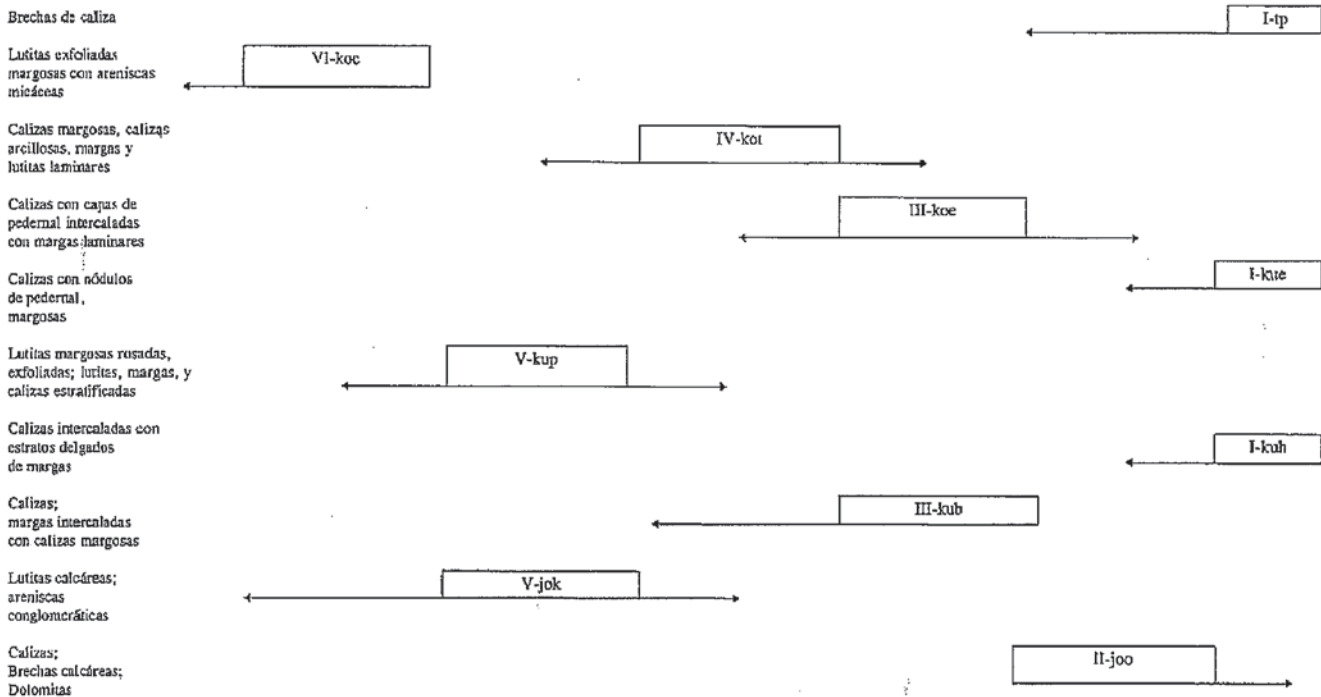 Brechas de caliza
I-tp
Lutitas exfoliadas
margosas con areniscas
micáceas
VI-koc
Calizas margosas, calizas
arcillosas, margas y
lutitas laminares
IV-kot
Calizas con capas de
pedernal intercaladas
con margas laminares
III-koe
Calizas con nódulos
de pedernal,
margosas
I-kue
Lutitas margosas rosadas,
exfoliadas; lutitas, margas, y
calizas estratificadas
V-kup
Calizas intercaladas con
estratos delgados
de margas
I-kuh
Calizas;
margas intercaladas
con calizas margosas
III-kub
Lutitas calcáreas;
areniscas
conglomeráticas
V-jok
Calizas;
Brechas calcáreas;
Dolomitas
II-joo